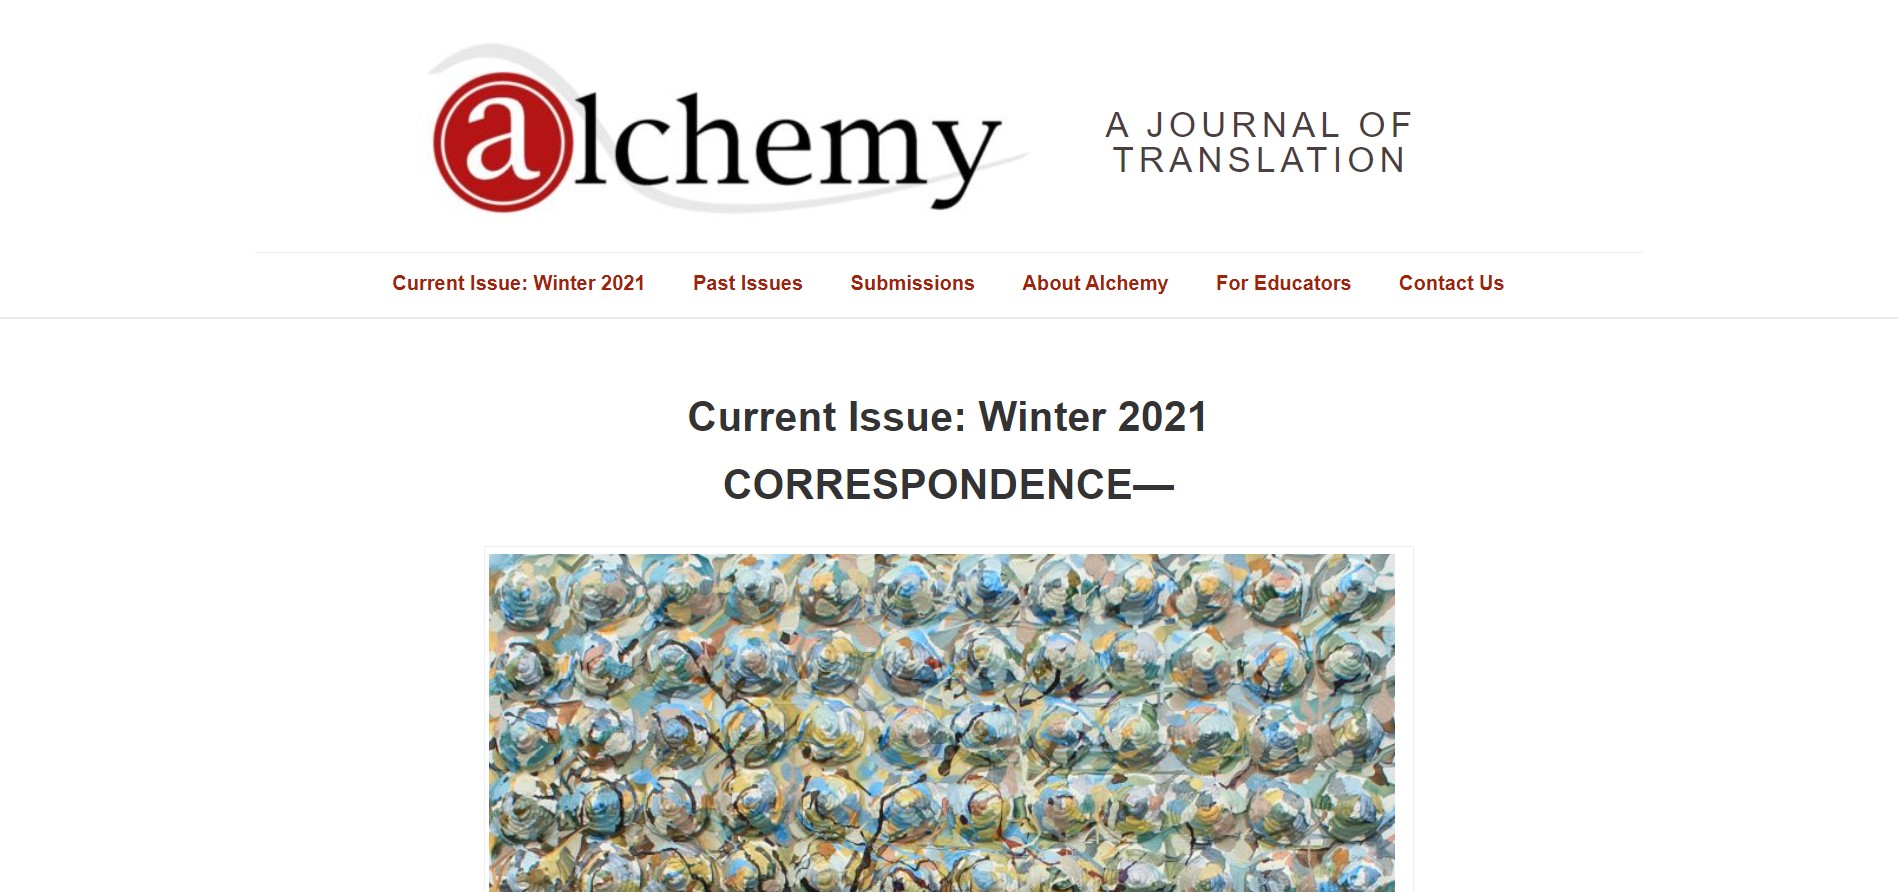 alchemy
A JOURNAL OF
TRANSLATION
Current Issue: Winter 2021 Past Issues Submissions About Alchemy For Educators Contact Us
Current Issue: Winter 2021
CORRESPONDENCE—